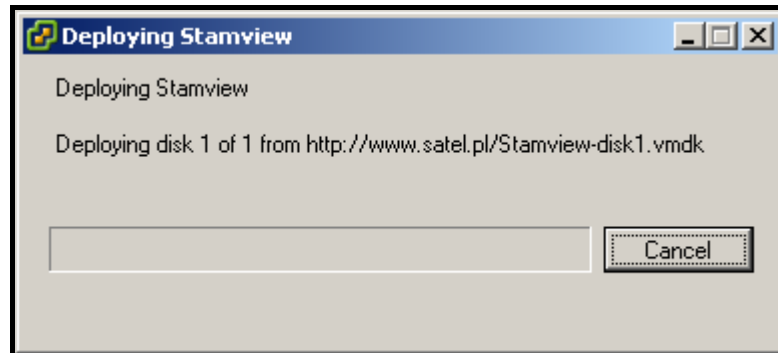 Deploying Stamview
Deploying Stamview
Deploying disk 1 of 1 from http://www.satel.pl/Stamview-disk1.vmdk
Cancel